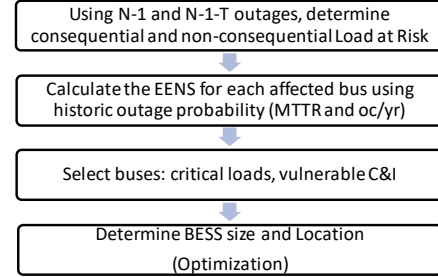 Using N-1 and N-1-T outages, determine
consequential and non-consequential Load at Risk
Calculate the EENS for each affected bus using
historic outage probability (MTTR and oc/yr)
Select buses: critical loads, vulnerable C&I
Determine BESS size and Location
(Optimization)